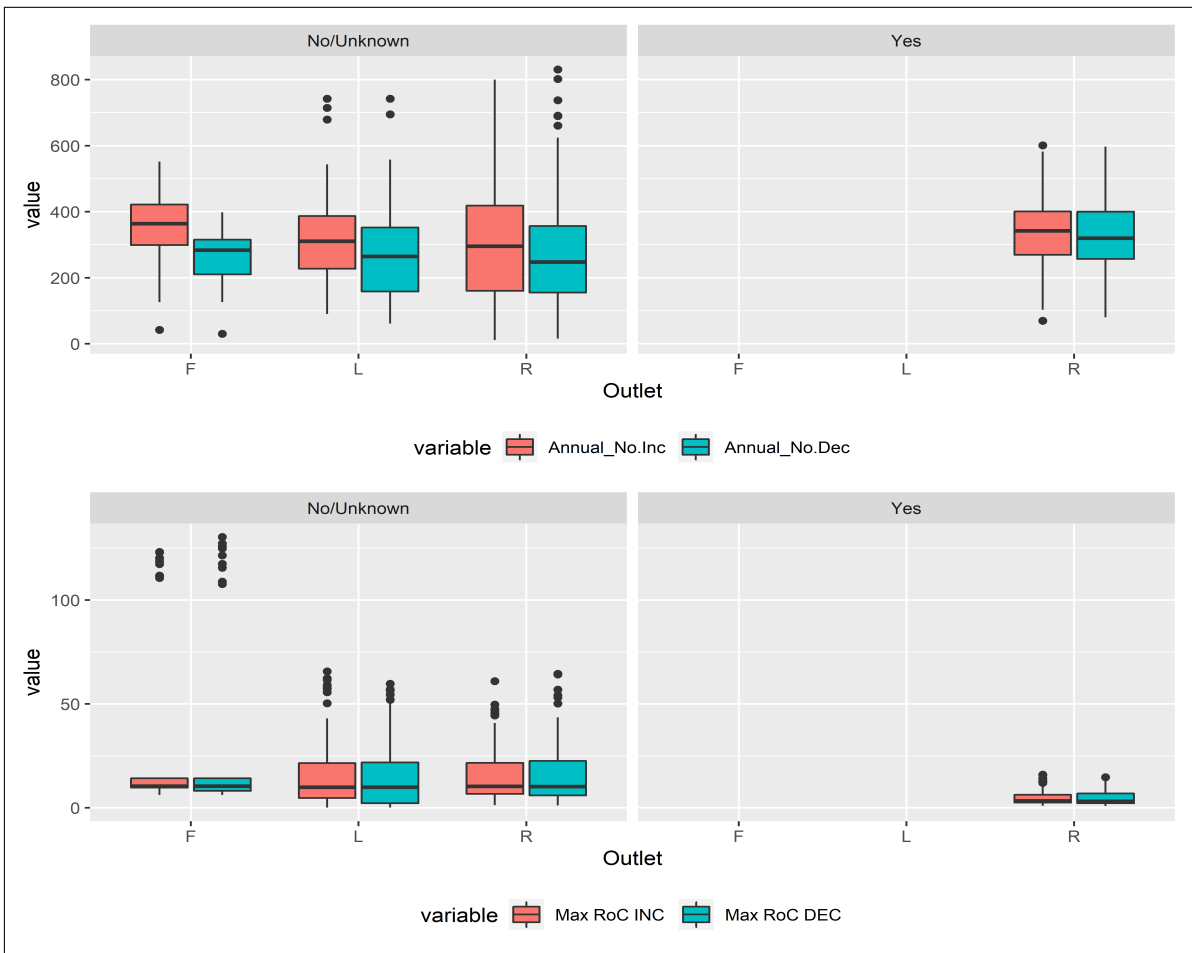 No/Unknown Yes
800
600
400
200
0
value
F L R F L R
Outlet
variable Annual_No.Inc Annual_No.Dec
No/Unknown Yes
100
50
0
value
F L R F L R
Outlet
variable Max RoC INC Max RoC DEC